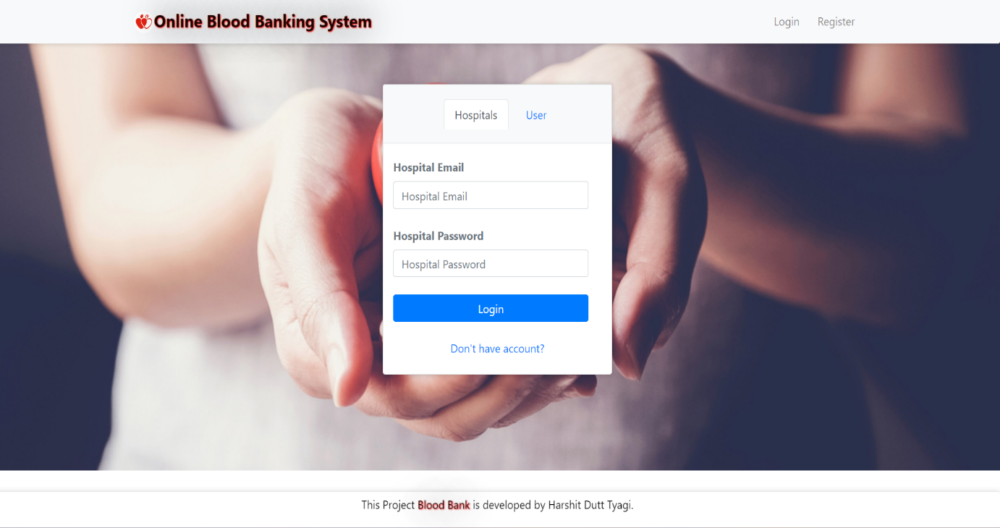 Online Blood Banking System
Login Register
Hospitals User
Hospital Email
Hospital Email
Hospital Password
Hospital Password
Login
Don't have account?
This Project Blood Bank is developed by Harshit Dutt Tyagi.